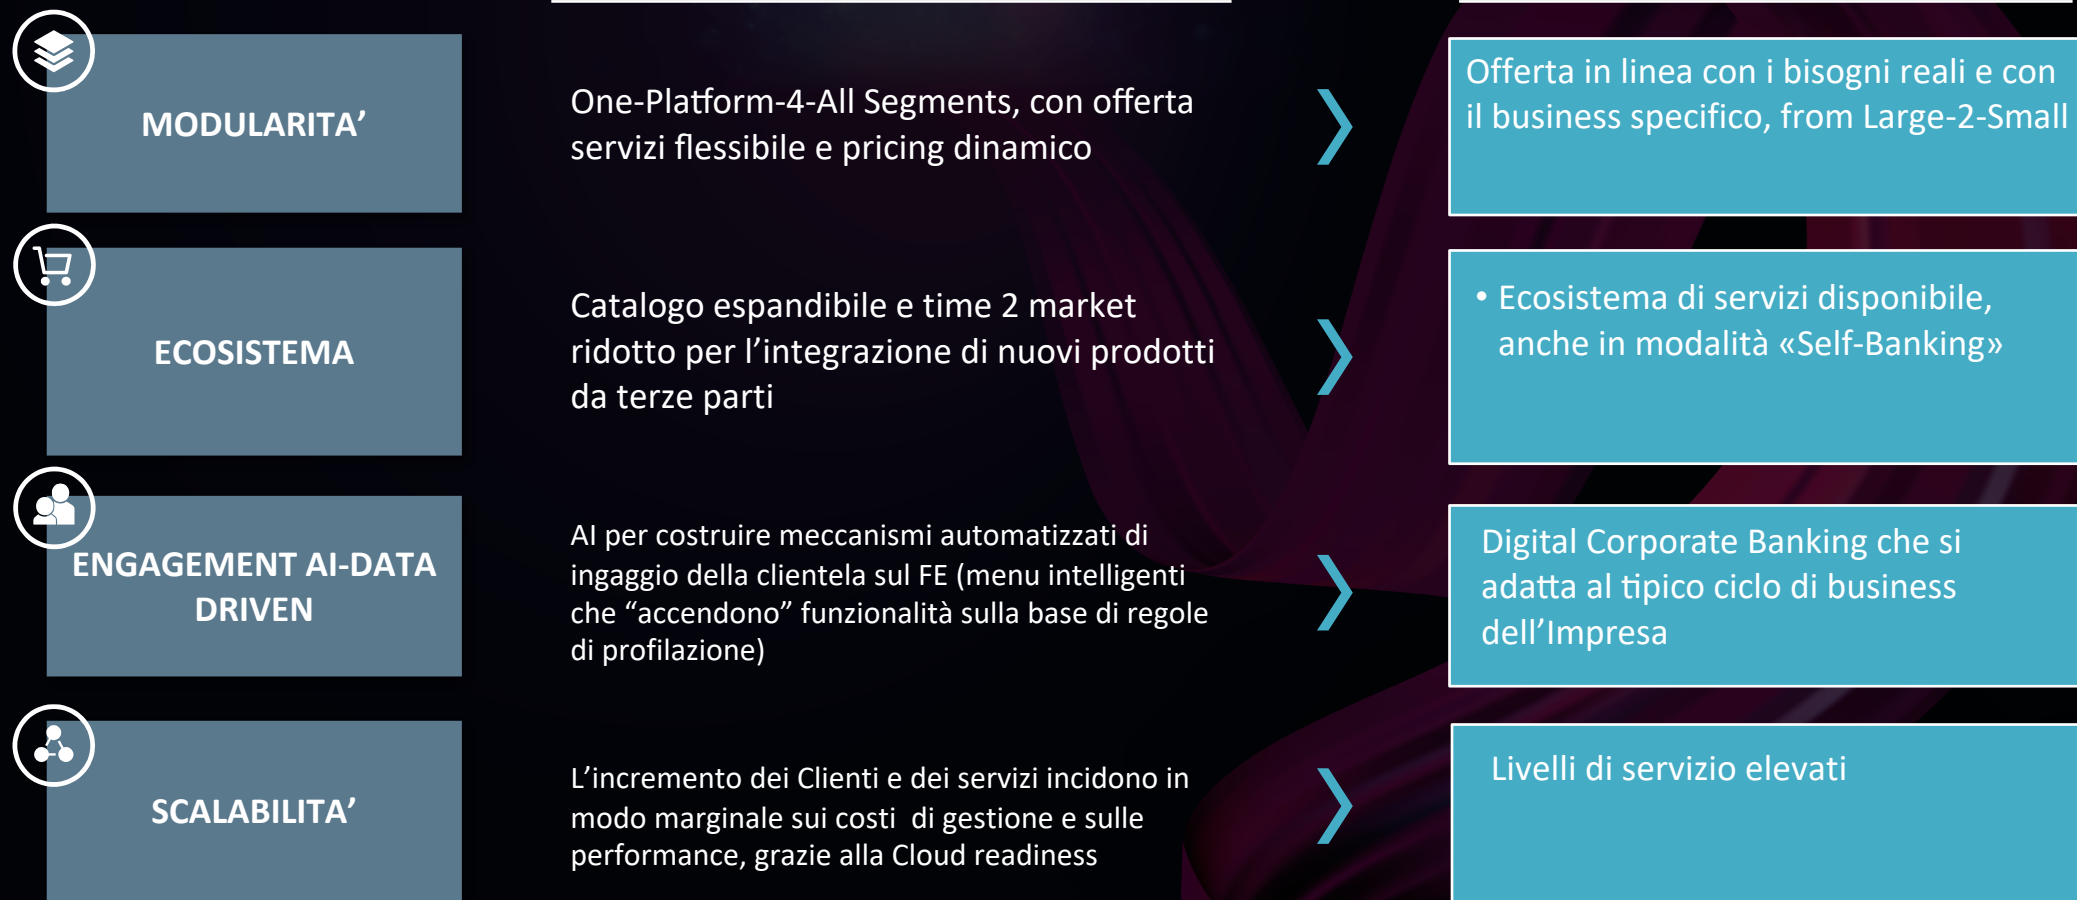 MODULARITA’
One-Platform-4-All Segments, con offerta
servizi flessibile e pricing dinamico
Offerta in linea con i bisogni reali e con
il business specifico, from Large-2-Small
ECOSISTEMA
Catalogo espandibile e time 2 market
ridotto per l’integrazione di nuovi prodotti
da terze parti
• Ecosistema di servizi disponibile,
anche in modalità «Self-Banking»
ENGAGEMENT AI-DATA
DRIVEN
AI per costruire meccanismi automatizzati di
ingaggio della clientela sul FE (menu intelligenti
che “accendono” funzionalità sulla base di regole
di profilazione)
Digital Corporate Banking che si
adatta al tipico ciclo di business
dell’Impresa
SCALABILITA’
L’incremento dei Clienti e dei servizi incidono in
modo marginale sui costi  di gestione e sulle
performance, grazie alla Cloud readiness
Livelli di servizio elevati